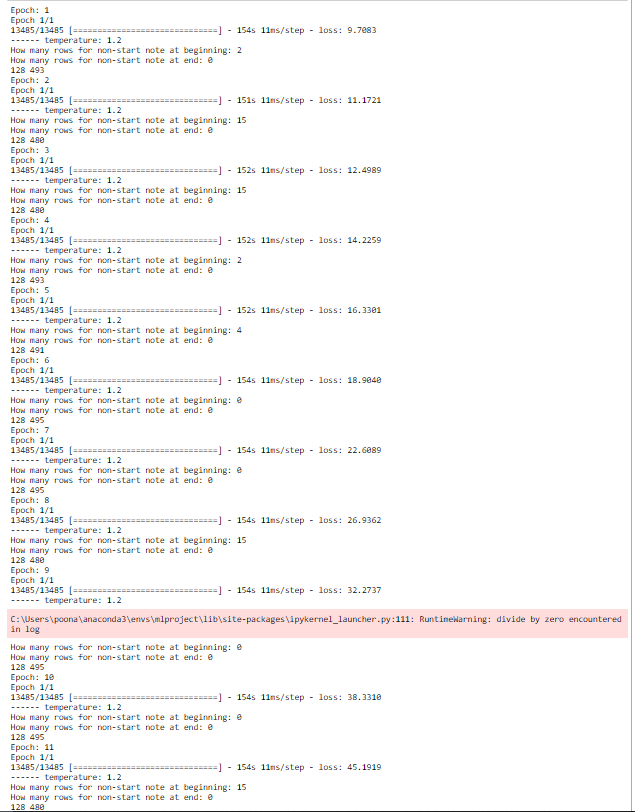 Epoch: 1
Epoch 1/1
13485/13485 [==============================] - 154s 11ms/step - loss: 9.7083
------ temperature: 1.2
How many rows for non-start note at beginning: 2
How many rows for non-start note at end: 0
128 493
Epoch: 2
Epoch 1/1
13485/13485 [==============================] - 151s 11ms/step - loss: 11.1721
------ temperature: 1.2
How many rows for non-start note at beginning: 15
How many rows for non-start note at end: 0
128 480
Epoch: 3
Epoch 1/1
13485/13485 [==============================] - 152s 11ms/step - loss: 12.4989
------ temperature: 1.2
How many rows for non-start note at beginning: 15
How many rows for non-start note at end: 0
128 480
Epoch: 4
Epoch 1/1
13485/13485 [==============================] - 152s 11ms/step - loss: 14.2259
------ temperature: 1.2
How many rows for non-start note at beginning: 2
How many rows for non-start note at end: 0
128 493
Epoch: 5
Epoch 1/1
13485/13485 [==============================] - 152s 11ms/step - loss: 16.3301
------ temperature: 1.2
How many rows for non-start note at beginning: 4
How many rows for non-start note at end: 0
128 491
Epoch: 6
Epoch 1/1
13485/13485 [==============================] - 154s 11ms/step - loss: 18.9040
------ temperature: 1.2
How many rows for non-start note at beginning: 0
How many rows for non-start note at end: 0
128 495
Epoch: 7
Epoch 1/1
13485/13485 [==============================] - 154s 11ms/step - loss: 22.6089
------ temperature: 1.2
How many rows for non-start note at beginning: 0
How many rows for non-start note at end: 0
128 495
Epoch: 8
Epoch 1/1
13485/13485 [==============================] - 154s 11ms/step - loss: 26.9362
------ temperature: 1.2
How many rows for non-start note at beginning: 15
How many rows for non-start note at end: 0
128 480
Epoch: 9
Epoch 1/1
13485/13485 [==============================] - 154s 11ms/step - loss: 32.2737
------ temperature: 1.2
C:\Users\poona\anaconda3\envs\mlproject\lib\site-packages\ipykernel_launcher.py:111: RuntimeWarning: divide by zero encountered
in log
How many rows for non-start note at beginning: 0
How many rows for non-start note at end: 0
128 495
Epoch: 10
Epoch 1/1
13485/13485 [==============================] - 154s 11ms/step - loss: 38.3310
------ temperature: 1.2
How many rows for non-start note at beginning: 0
How many rows for non-start note at end: 0
128 495
Epoch: 11
Epoch 1/1
13485/13485 [==============================] - 154s 11ms/step - loss: 45.1919
------ temperature: 1.2
How many rows for non-start note at beginning: 15
How many rows for non-start note at end: 0
128 480